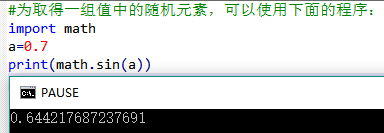 #为取得一组值中的随机元素，可以使用下面的程序：
import math
a=0.7
print(math.sin(a))
C:\. PAUSE
0.644217687237691